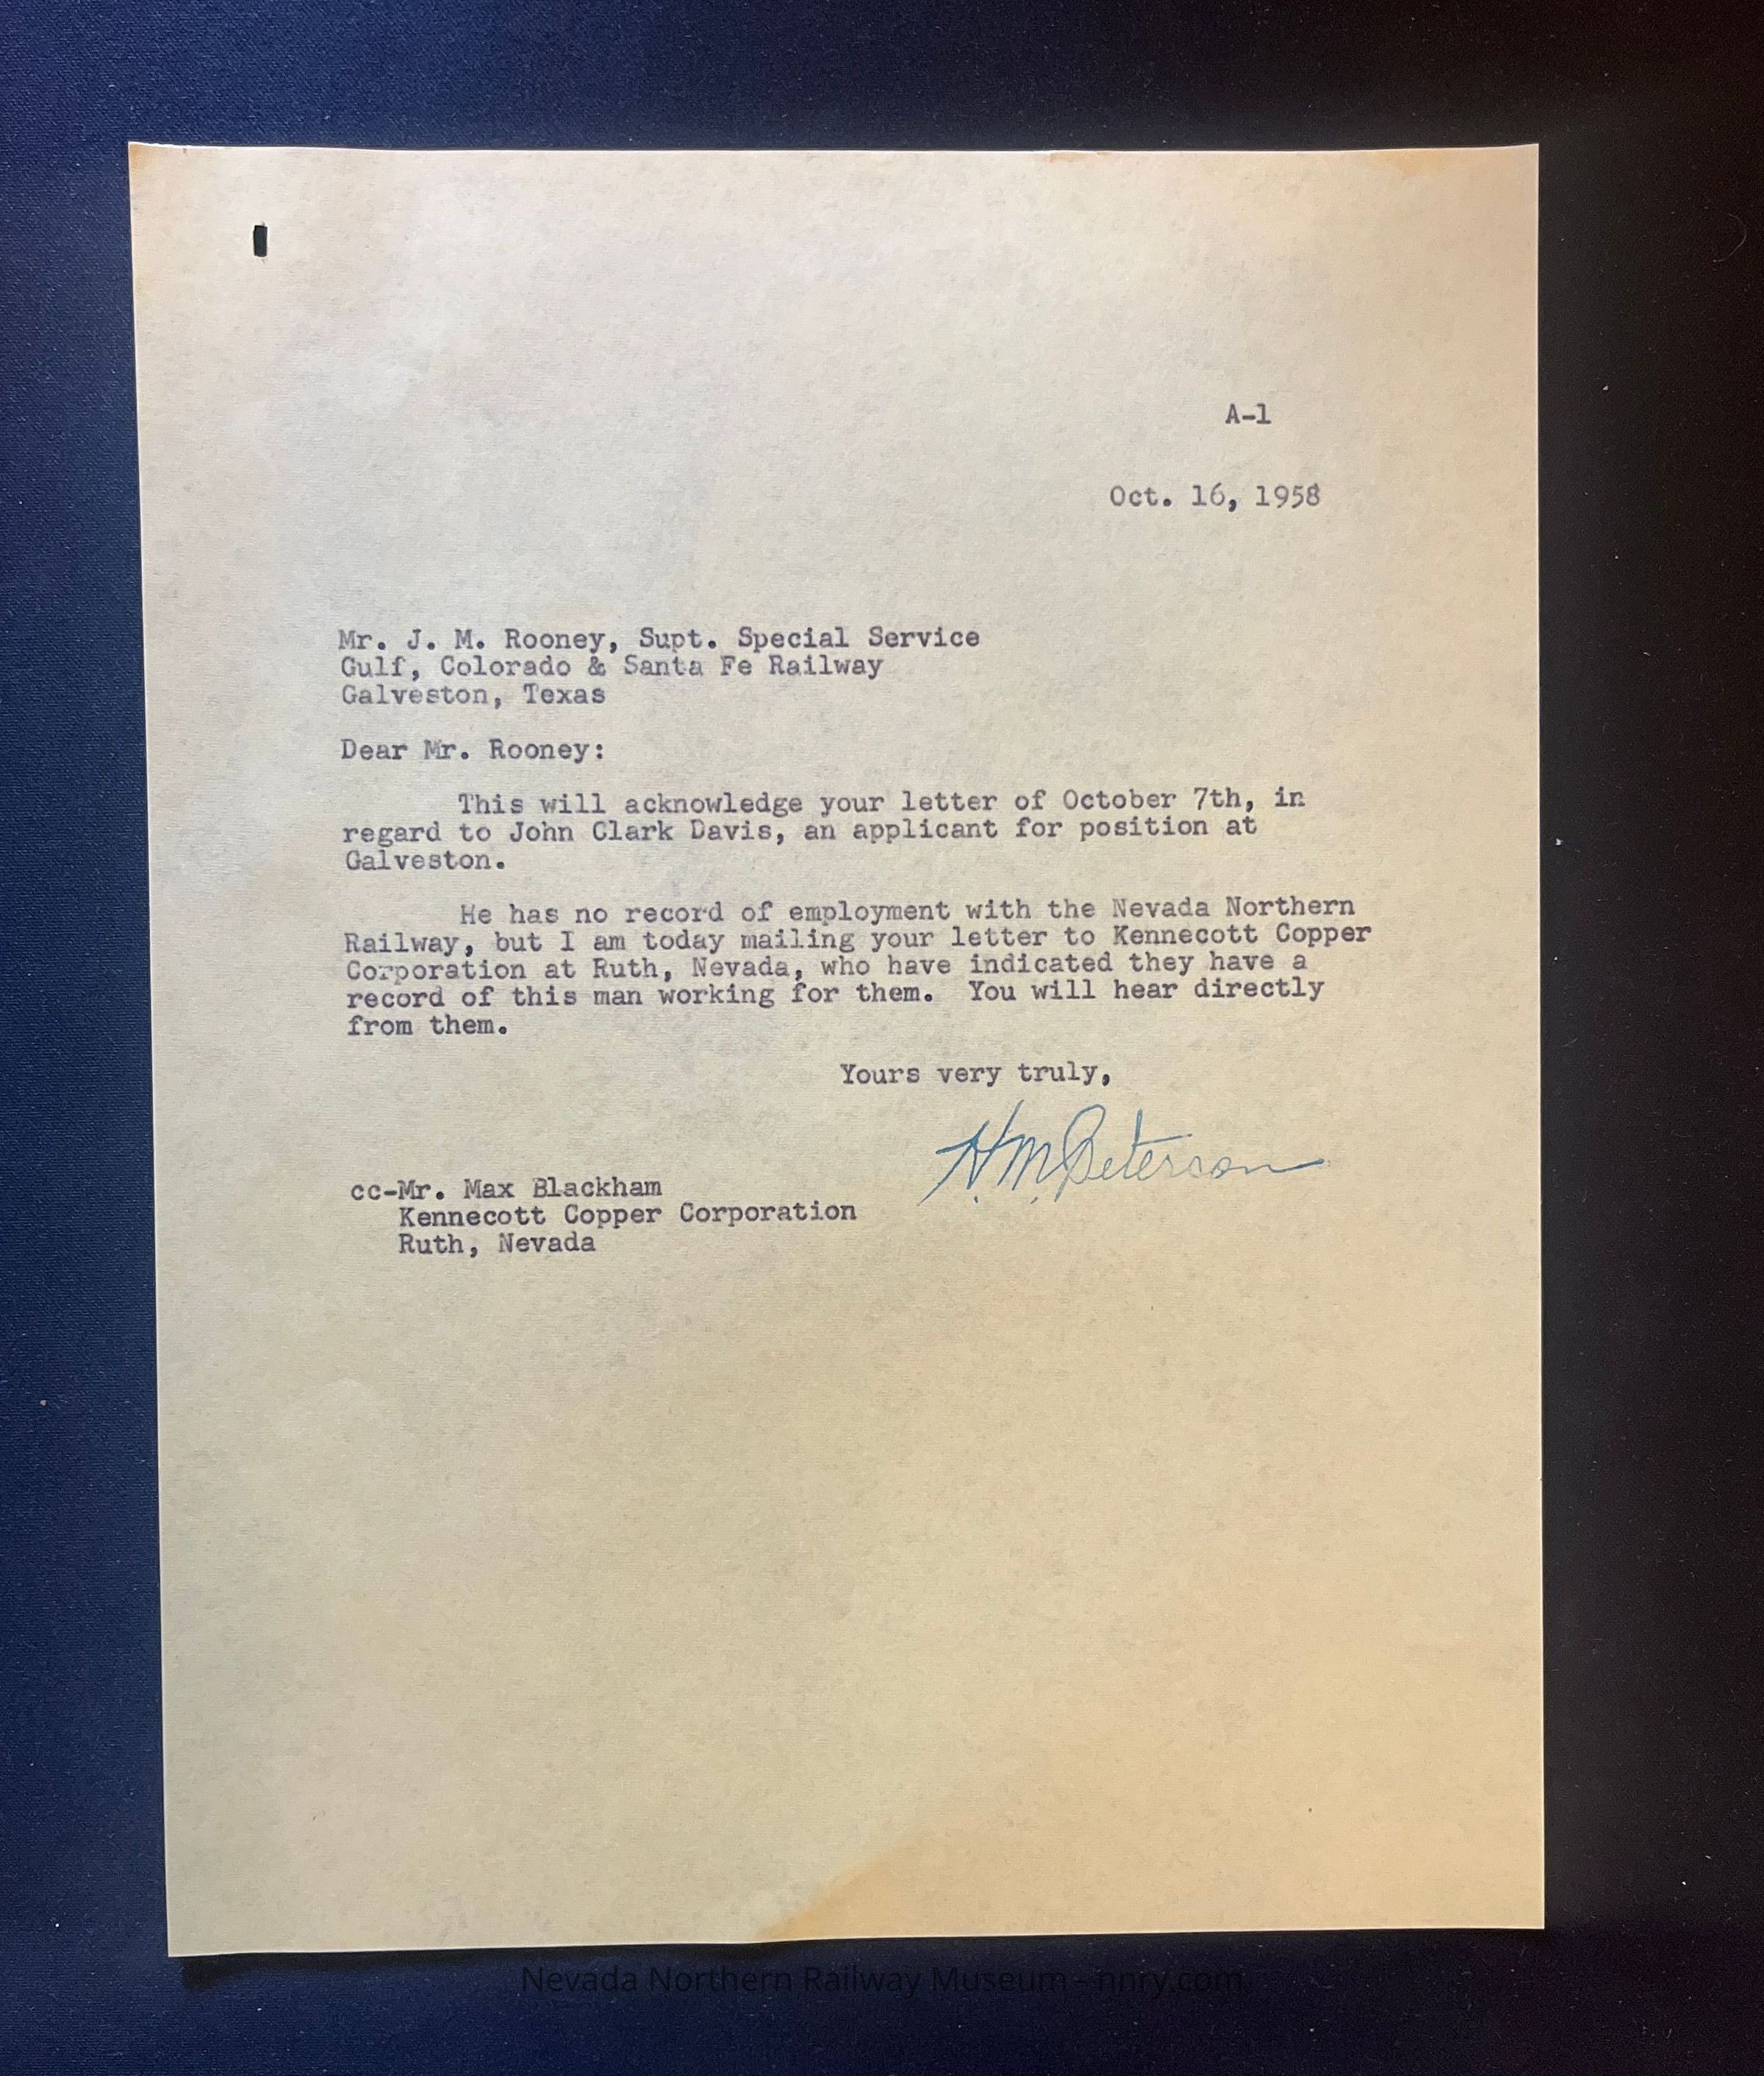 A-1
Oct. 16, 1958
Mr. J. M. Rooney, Supt. Special Service
Gulf, Colorado & Santa Fe Railway
Galveston, Texas
Dear Mr. Rooney:
This will acknowledge your letter of October 7th, in
regard to John Clark Davis, an applicant for position at
Galveston.
He has no record of employment with the Nevada Northern
Railway, but I am today mailing your letter to Kennecott Copper
Corporation at Ruth, Nevada, who have indicated they have a
record of this man working for them. You will hear directly
from them.
Yours very truly,
H. M. Peterson
cc-Mr. Max Blackham
Kennecott Copper Corporation
Ruth, Nevada
Nevada Northern Railway Museum - nnry.com